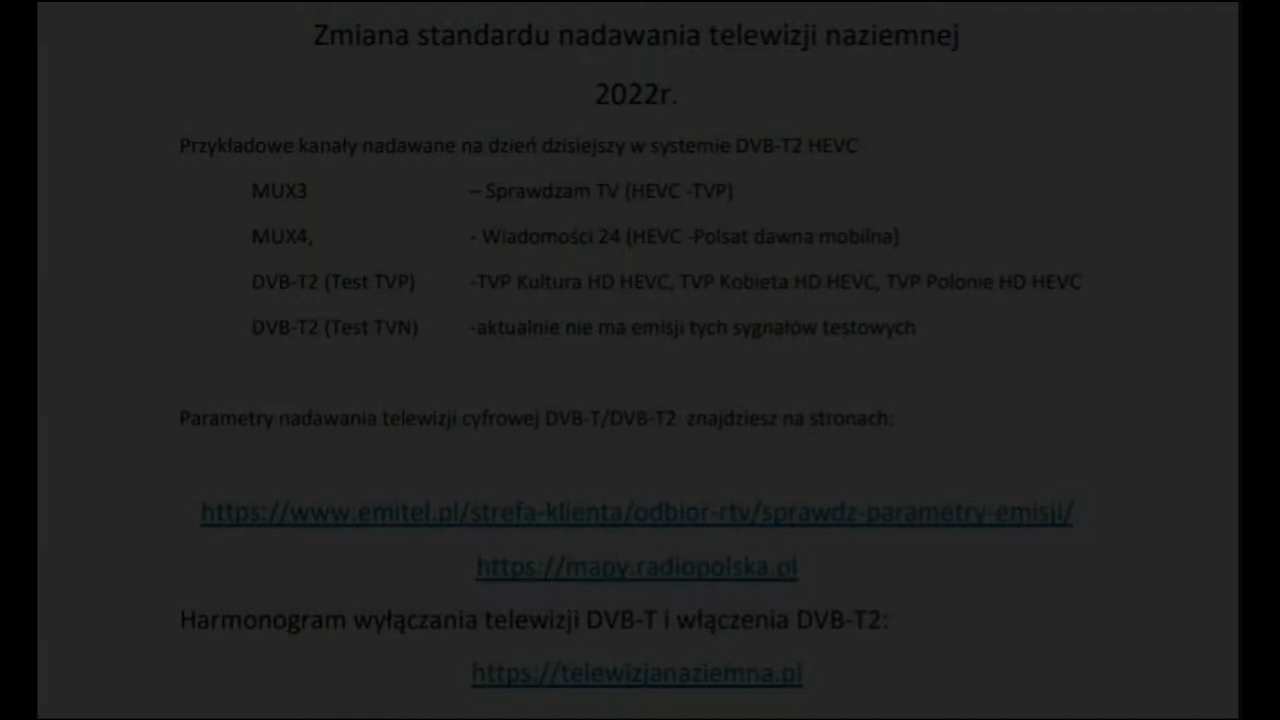 Zmiana standardu nadawania telewizji naziemnej
2022r.
Przykładowe kanały nadawane na dzień dzisiejszy w systemie DVB-T2 HEVC
MUX3 – Sprawdzam TV (HEVC -TVP)
MUX4, - Wiadomości 24 (HEVC -Polsat dawna mobilna)
DVB-T2 (Test TVP) -TVP Kultura HD HEVC, TVP Kobieta HD HEVC, TVP Polonie HD HEVC
DVB-T2 (Test TVN) -aktualnie nie ma emisji tych sygnałów testowych
Parametry nadawania telewizji cyfrowej DVB-T/DVB-T2 znajdziesz na stronach:
https://www.emitel.pl/strefa-klienta/odbior-rtv/sprawdz-parametry-emisji/
https://mapy.radiopolska.pl
Harmonogram wyłączania telewizji DVB-T i włączenia DVB-T2:
https://telewizjanaziemna.pl